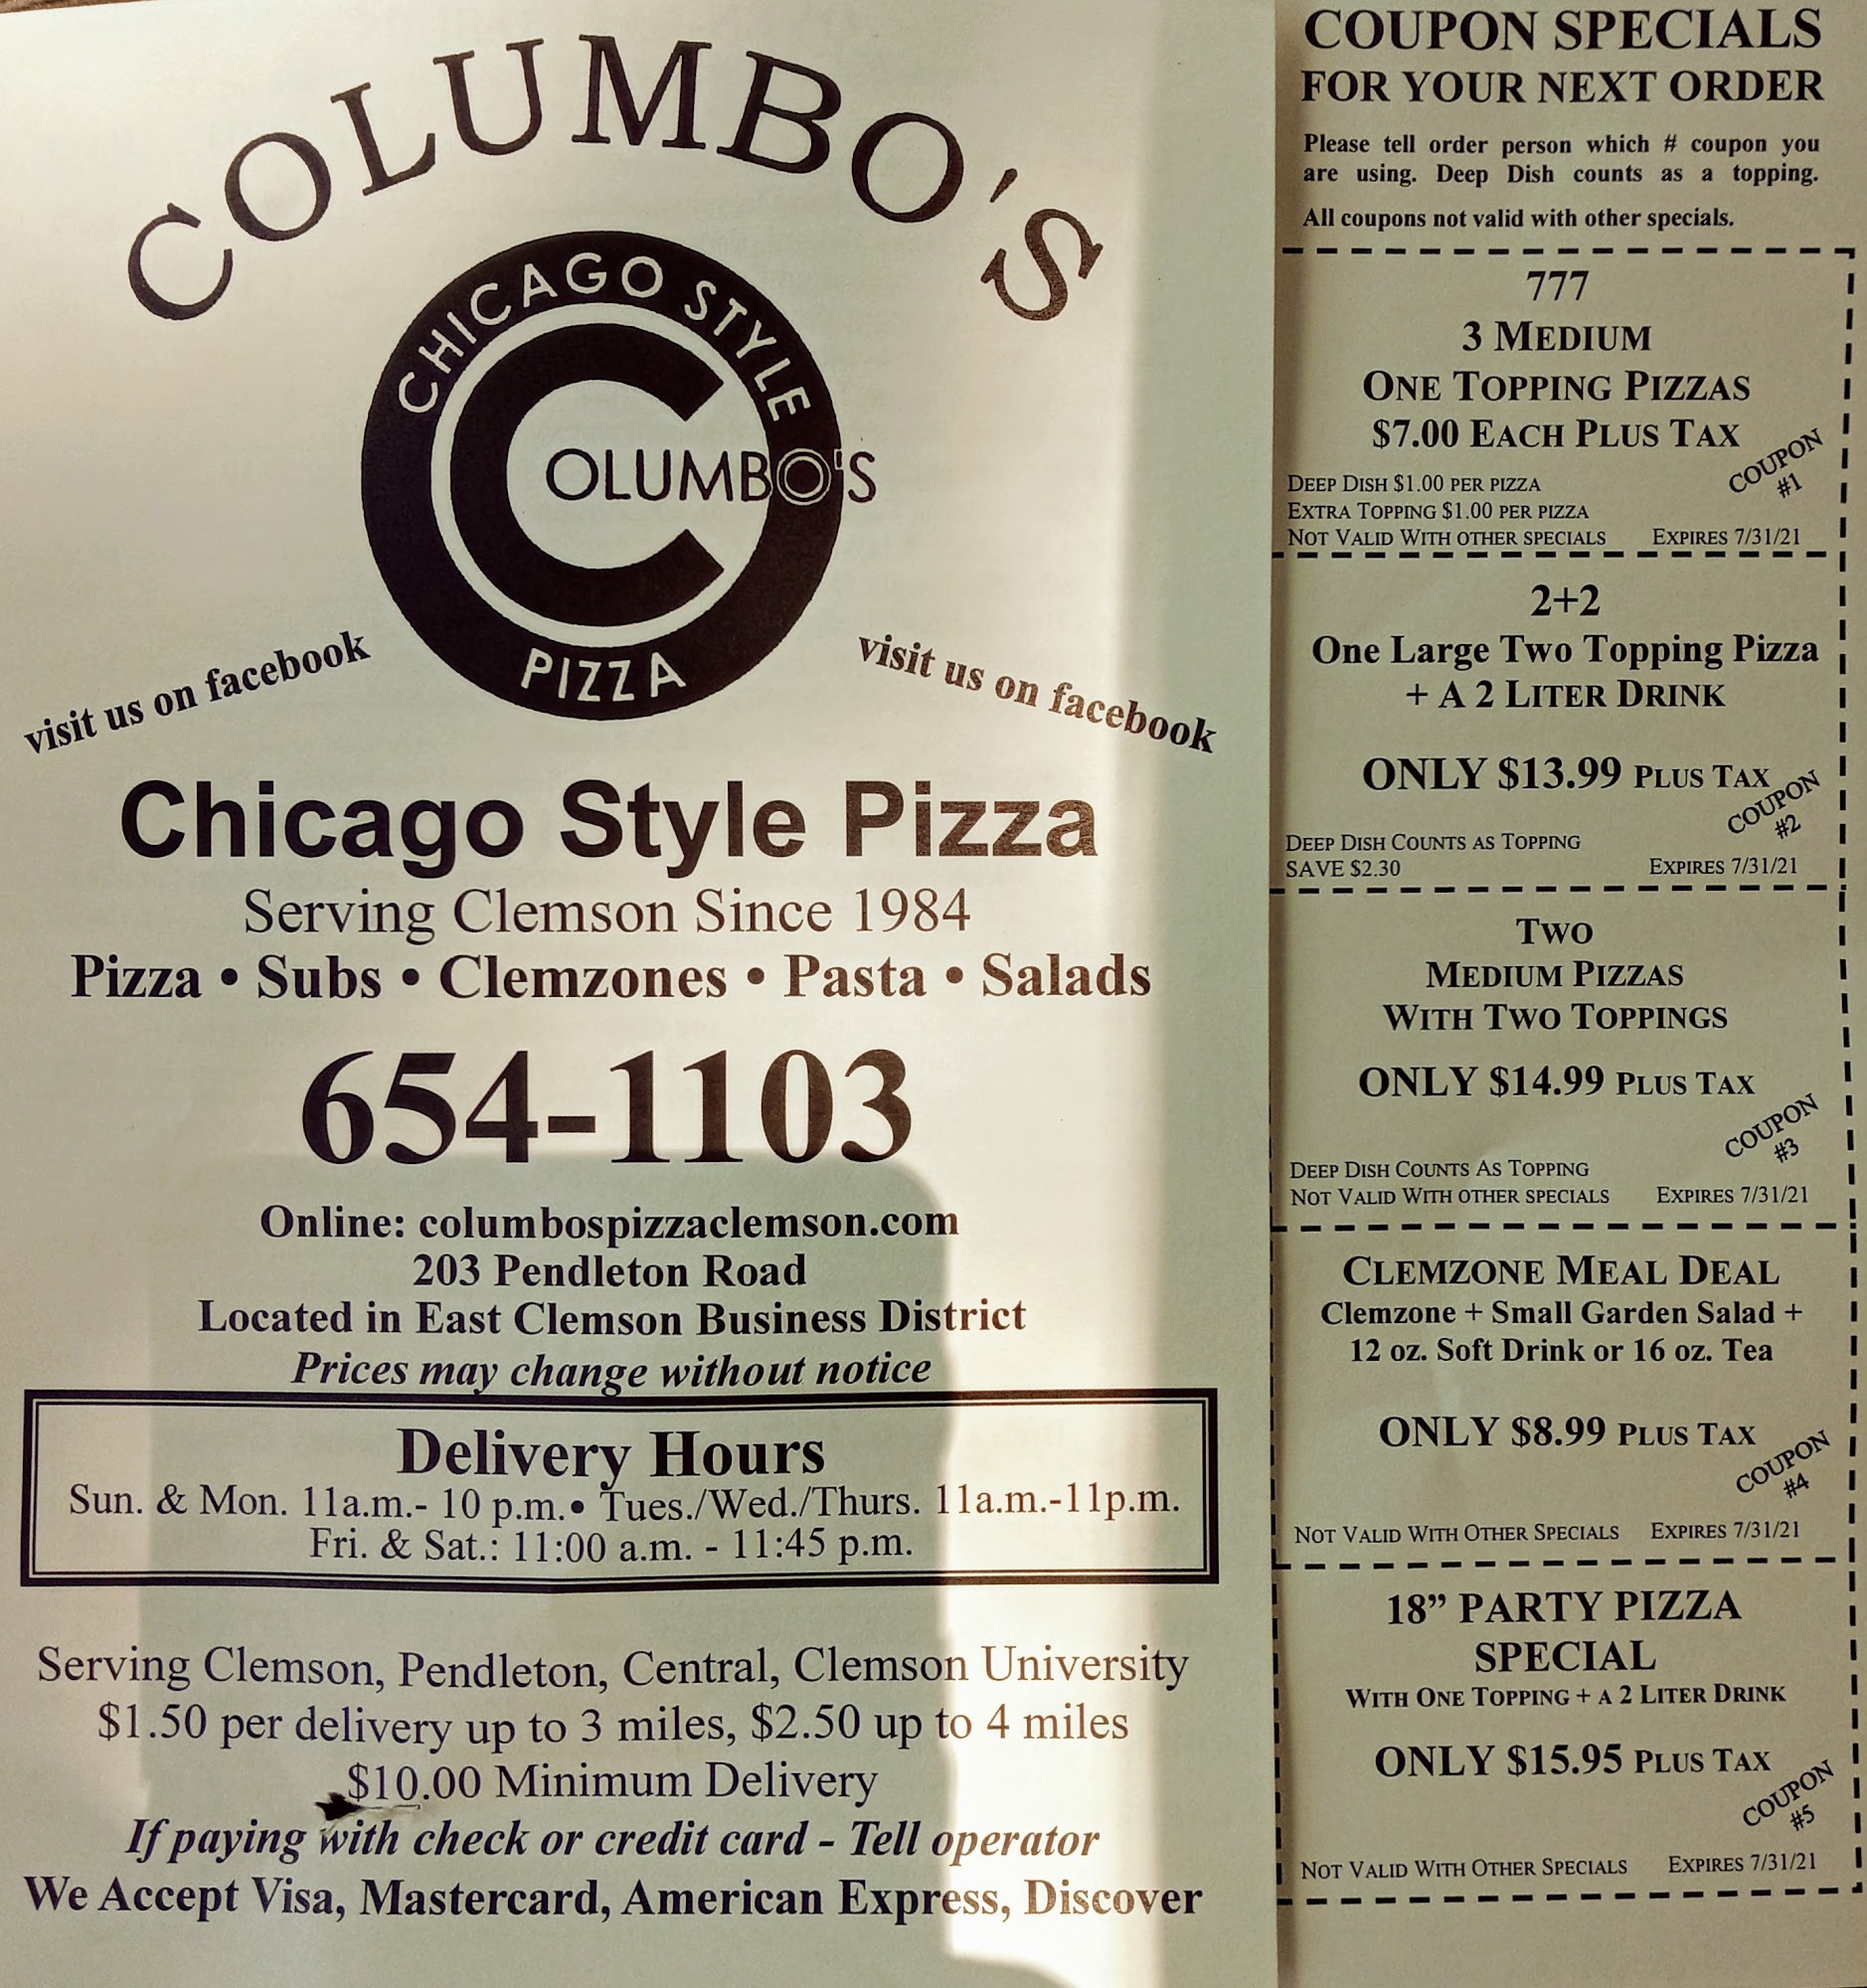 COLUMBO'S
CHICAGO STYLE
COLUMBO'S
PIZZA
visit us on facebook
visit us on facebook
Chicago Style Pizza
Serving Clemson Since 1984
Pizza • Subs • Clemzones • Pasta • Salads
654-1103
Online: columbospizzaclemson.com
203 Pendleton Road
Located in East Clemson Business District
Prices may change without notice
Delivery Hours
Sun. & Mon. 11a.m.- 10 p.m.• Tues./Wed./Thurs. 11a.m.-11p.m.
Fri. & Sat.: 11:00 a.m. - 11:45 p.m.
Serving Clemson, Pendleton, Central, Clemson University
$1.50 per delivery up to 3 miles, $2.50 up to 4 miles
$10.00 Minimum Delivery
If paying with check or credit card - Tell operator
We Accept Visa, Mastercard, American Express, Discover
COUPON SPECIALS
FOR YOUR NEXT ORDER
Please tell order person which # coupon you
are using. Deep Dish counts as a topping.
All coupons not valid with other specials.
777
3 MEDIUM
ONE TOPPING PIZZAS
$7.00 EACH PLUS TAX
COUPON
#1
DEEP DISH $1.00 PER PIZZA
EXTRA TOPPING $1.00 PER PIZZA
NOT VALID WITH OTHER SPECIALS EXPIRES 7/31/21
2+2
One Large Two Topping Pizza
+ A 2 LITER DRINK
ONLY $13.99 PLUS TAX
COUPON
#2
DEEP DISH COUNTS AS TOPPING
SAVE $2.30 EXPIRES 7/31/21
TWO
MEDIUM PIZZAS
WITH TWO TOPPINGS
ONLY $14.99 PLUS TAX
COUPON
#3
DEEP DISH COUNTS AS TOPPING
NOT VALID WITH OTHER SPECIALS EXPIRES 7/31/21
CLEMZONE MEAL DEAL
Clemzone + Small Garden Salad +
12 oz. Soft Drink or 16 oz. Tea
ONLY $8.99 PLUS TAX
COUPON
#4
NOT VALID WITH OTHER SPECIALS EXPIRES 7/31/21
18” PARTY PIZZA
SPECIAL
WITH ONE TOPPING + A 2 LITER DRINK
ONLY $15.95 PLUS TAX
COUPON
#5
NOT VALID WITH OTHER SPECIALS EXPIRES 7/31/21